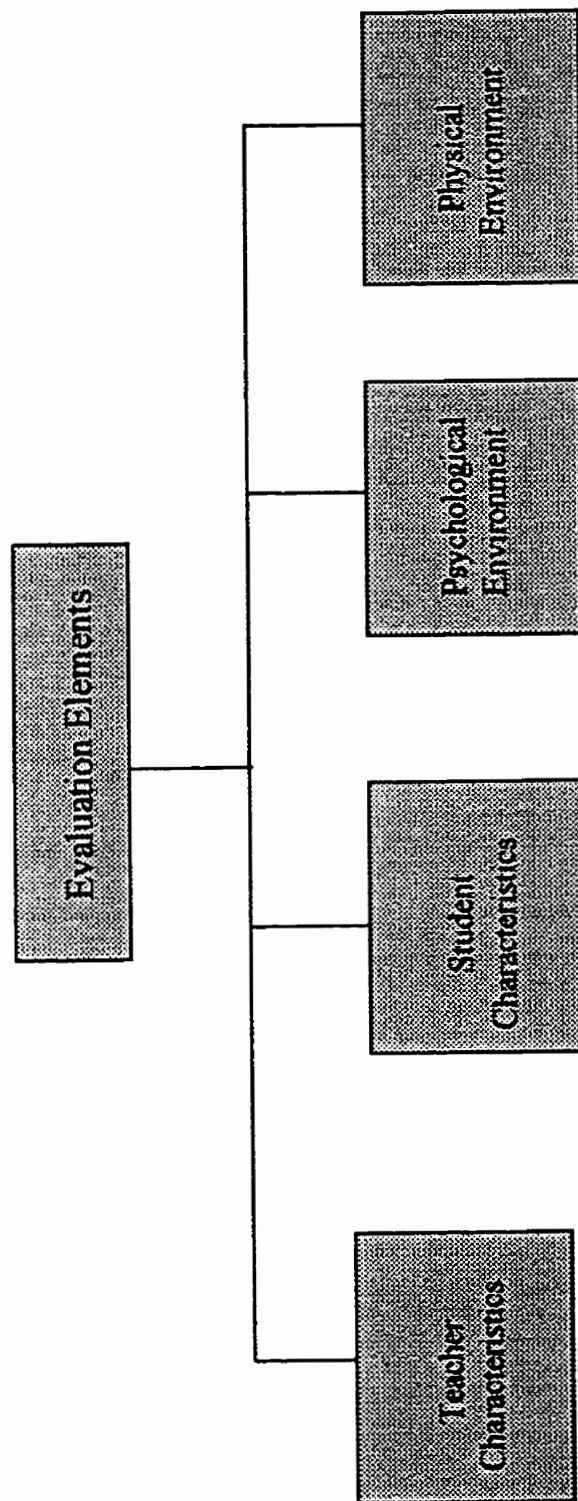 Evaluation Elements
Teacher
Characteristics
Student
Characteristics
Psychological
Environment
Physical
Environment